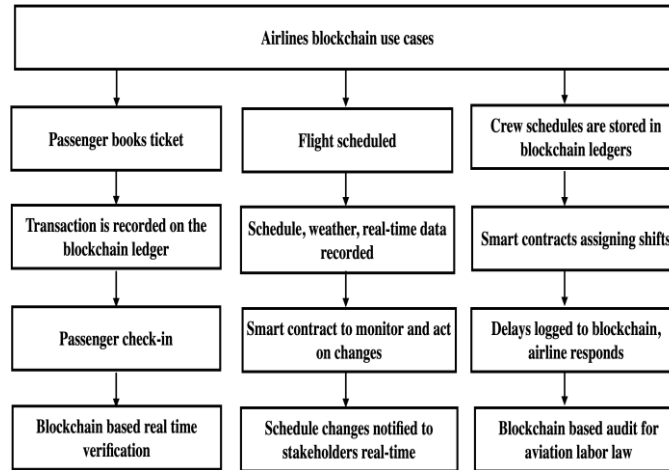 Airlines blockchain use cases
Passenger books ticket
Transaction is recorded on the
blockchain ledger
Passenger check-in
Blockchain based real time
verification
Flight scheduled
Schedule, weather, real-time data
recorded
Smart contract to monitor and act
on changes
Schedule changes notified to
stakeholders real-time
Crew schedules are stored in
blockchain ledgers
Smart contracts assigning shifts
Delays logged to blockchain,
airline responds
Blockchain based audit for
aviation labor law